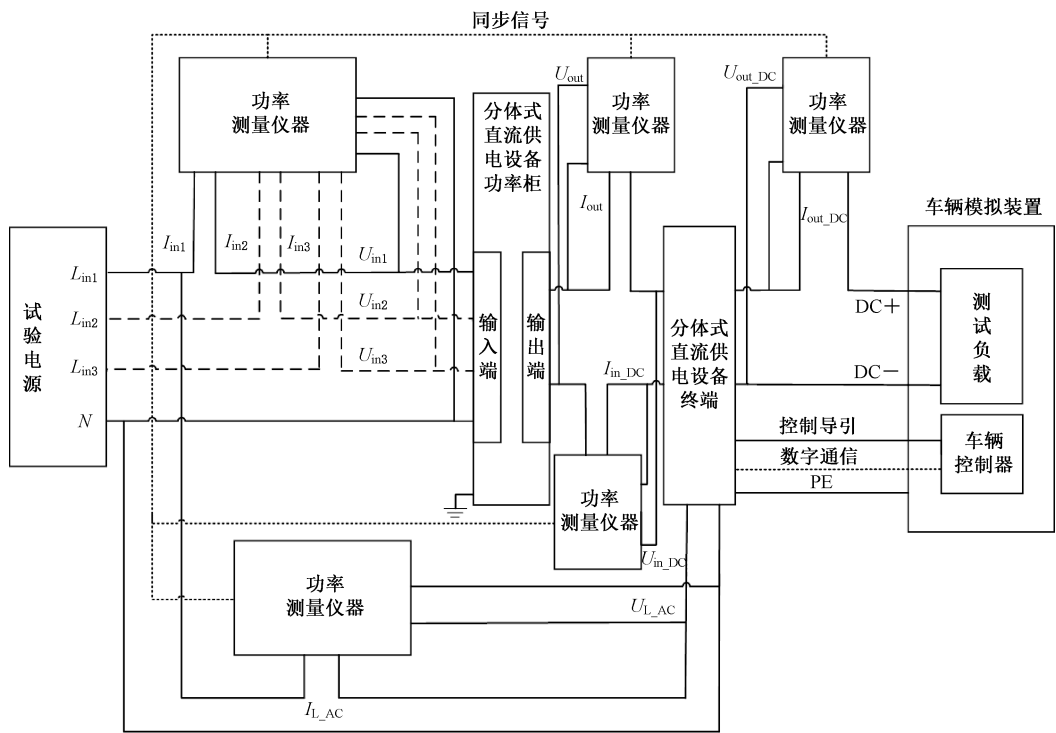 同步信号
功率
测量仪器
U_out
功率
测量仪器
U_out_DC
功率
测量仪器
分体式
直流供
电设备
功率柜
I_in1
I_in2
I_in3
I_out
I_out_DC
车辆模拟装置
试验电源
L_in1
L_in2
L_in3
N
U_in1
U_in2
U_in3
输入端
输出端
分体式
直流供
电设备
终端
I_in_DC
DC+
DC−
测试负载
控制导引
数字通信
PE
车辆
控制器
功率
测量仪器
U_in_DC
功率
测量仪器
U_L_AC
I_L_AC